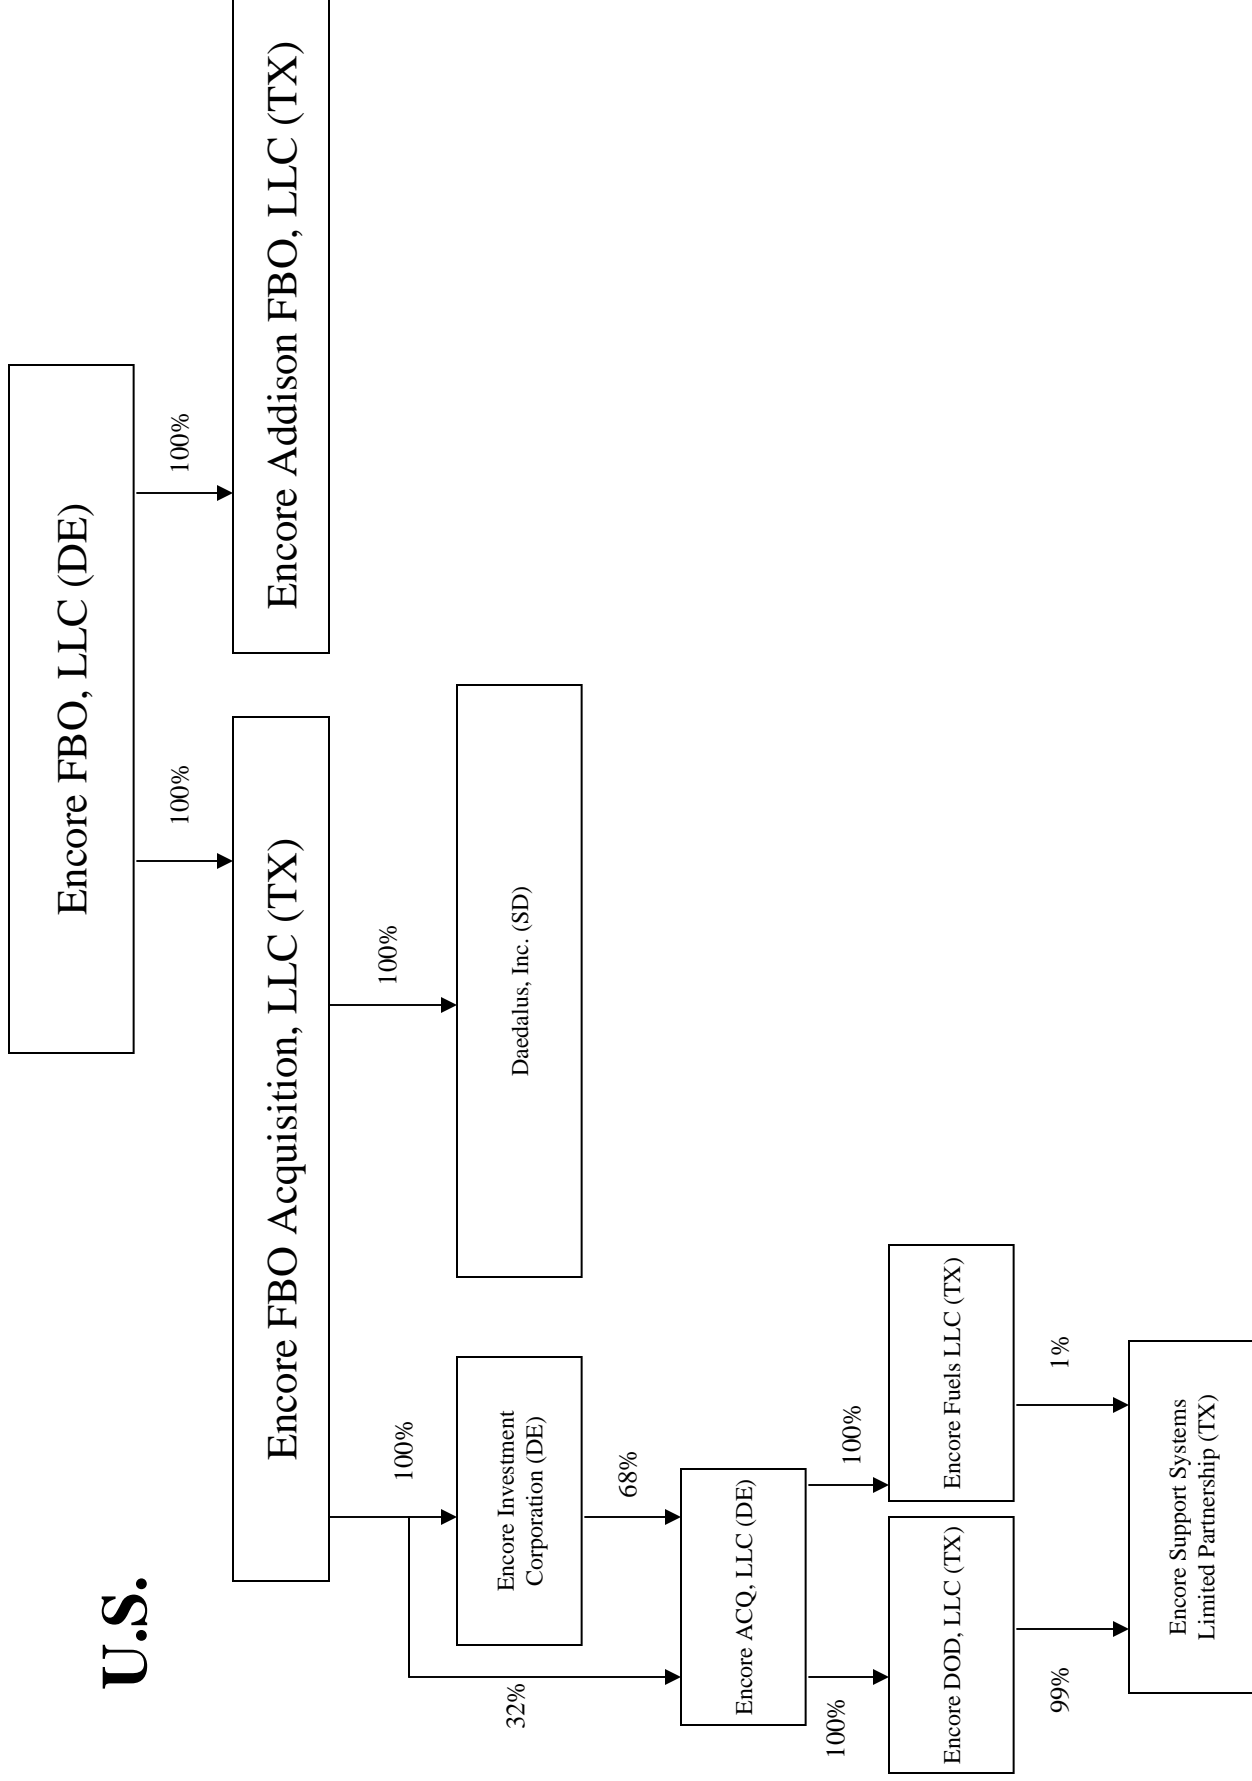 U.S.
Encore FBO, LLC (DE)
100%
100%
Encore FBO Acquisition, LLC (TX)
Encore Addison FBO, LLC (TX)
100%
100%
32%
Encore Investment
Corporation (DE)
Daedalus, Inc. (SD)
68%
Encore ACQ, LLC (DE)
100%
100%
Encore DOD, LLC (TX)
Encore Fuels LLC (TX)
99%
1%
Encore Support Systems
Limited Partnership (TX)